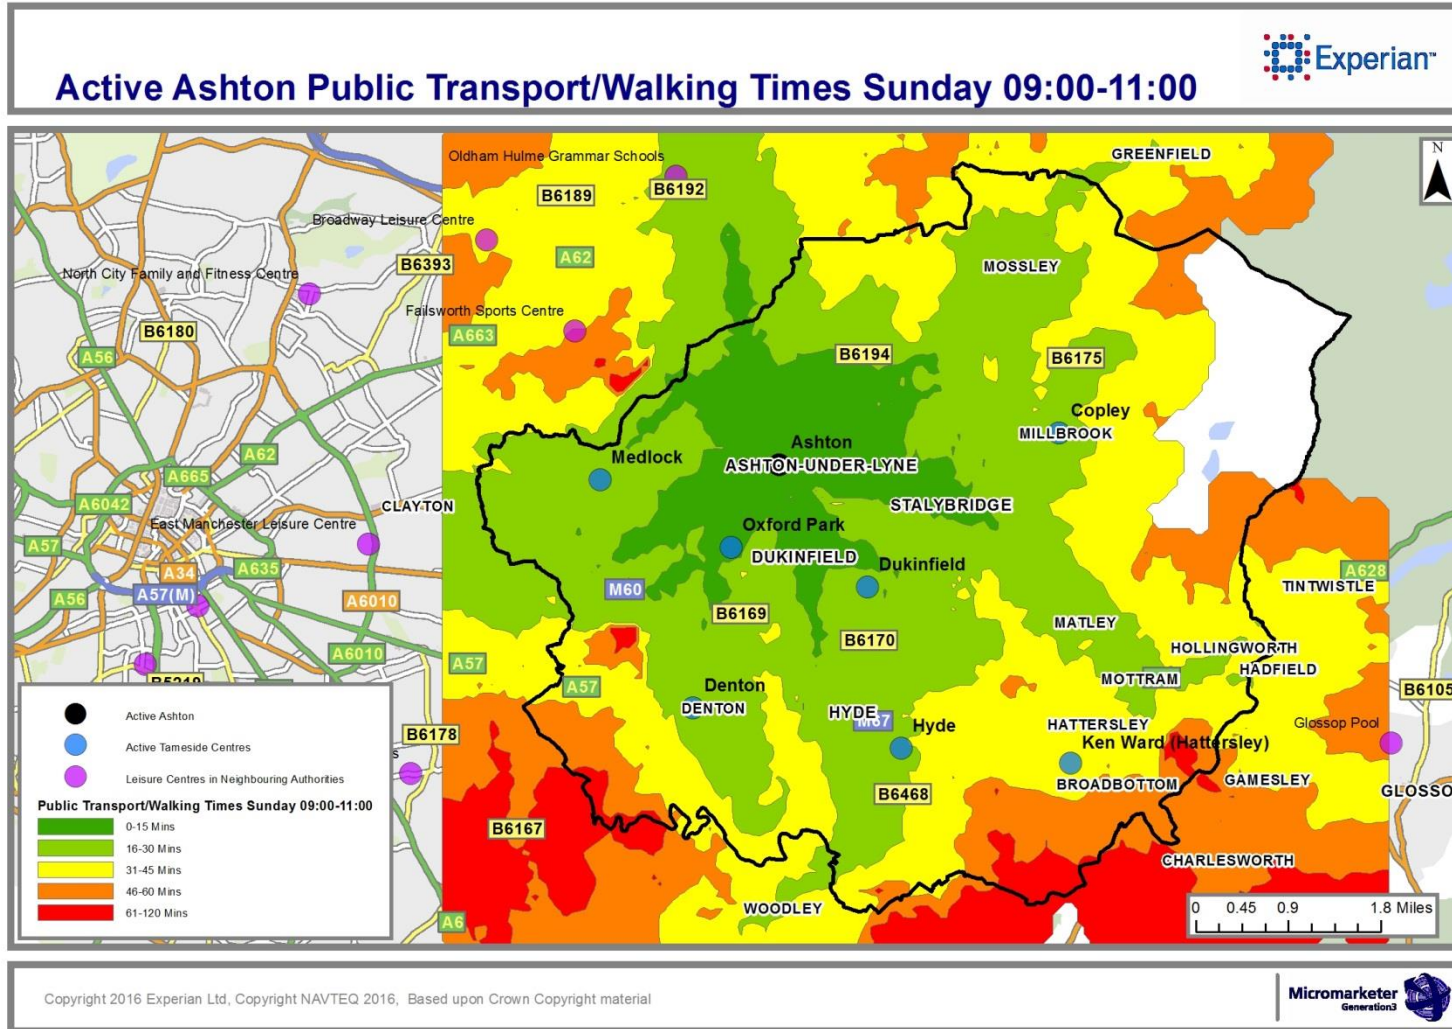 Active Ashton Public Transport/Walking Times Sunday 09:00-11:00
Experian™
GREENFIELD
N
Oldham Hulme Grammar Schools
B6189
B6192
Broadway Leisure Centre
B6393
A62
MOSSLEY
North City Family and Fitness Centre
Failsworth Sports Centre
B6180
A663
A56
B6194
B6175
Copley
MILLBROOK
Ashton
Medlock
ASHTON-UNDER-LYNE
A62
A665
A6042
CLAYTON
STALYBRIDGE
East Manchester Leisure Centre
Oxford Park
DUKINFIELD
Dukinfield
A57
A34
A635
A628
TINTWISTLE
A56
A57(M)
A6010
M60
B6169
B6170
MATLEY
HOLLINGWORTH
HADFIELD
A6010
A57
A57
MOTTRAM
B5219
Denton
DENTON
HYDE
M67
Hyde
HATTERSLEY
Ken Ward (Hattersley)
B6105
Glossop Pool
B6178
s
BROADBOTTOM
GAMESLEY
GLOSSO
B6468
B6167
CHARLESWORTH
WOODLEY
A6
Active Ashton
Active Tameside Centres
Leisure Centres in Neighbouring Authorities
Public Transport/Walking Times Sunday 09:00-11:00
0-15 Mins
16-30 Mins
31-45 Mins
46-60 Mins
61-120 Mins
0 0.45 0.9 1.8 Miles
Copyright 2016 Experian Ltd, Copyright NAVTEQ 2016, Based upon Crown Copyright material
Micromarketer
Generation3